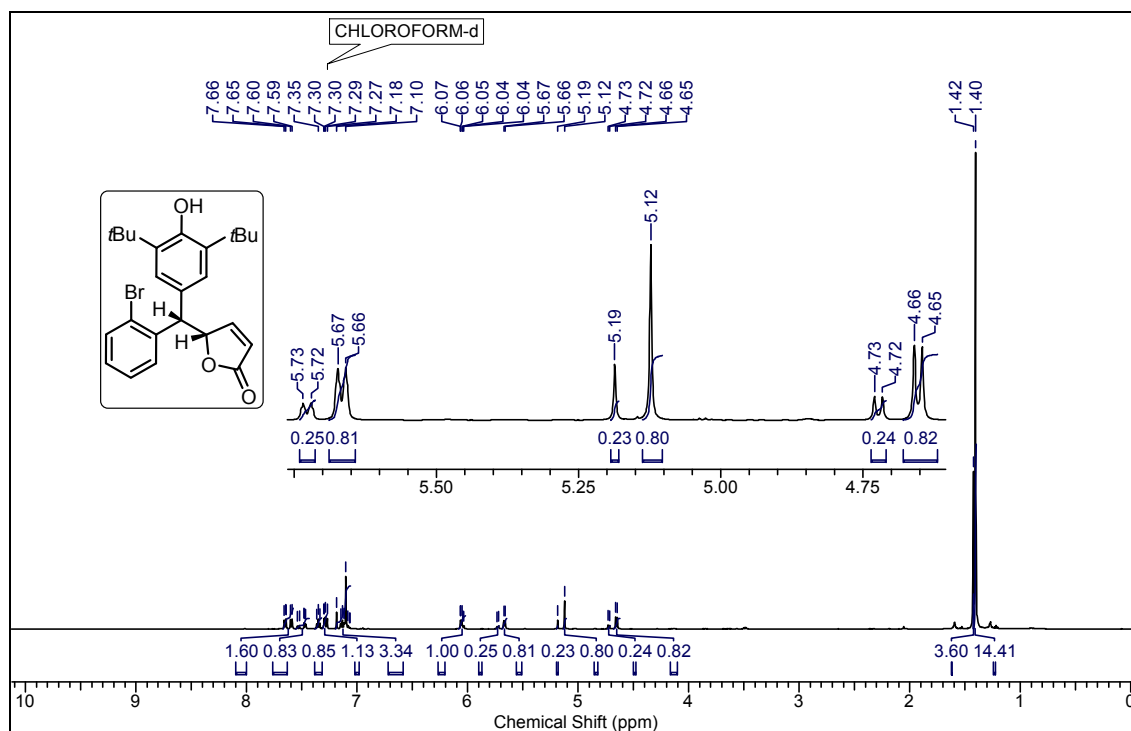 CHLOROFORM-d
7.66 7.65 7.60 7.59 7.35 7.30 7.30 7.29 7.27 7.18 7.10 6.07 6.06 6.05 6.04 6.04 5.67 5.66 5.19 5.12 4.73 4.72 4.66 4.65 1.42 1.40
OH
tBu tBu
Br
H
H
O
O
5.73 5.72 5.67 5.66 5.19 5.12 4.73 4.72 4.66 4.65
0.25 0.81 0.23 0.80 0.24 0.82
5.50 5.25 5.00 4.75
1.60 0.83 0.85 1.13 3.34 1.00 0.25 0.81 0.23 0.80 0.24 0.82 3.60 14.41
10 9 8 7 6 5 4 3 2 1 0
Chemical Shift (ppm)